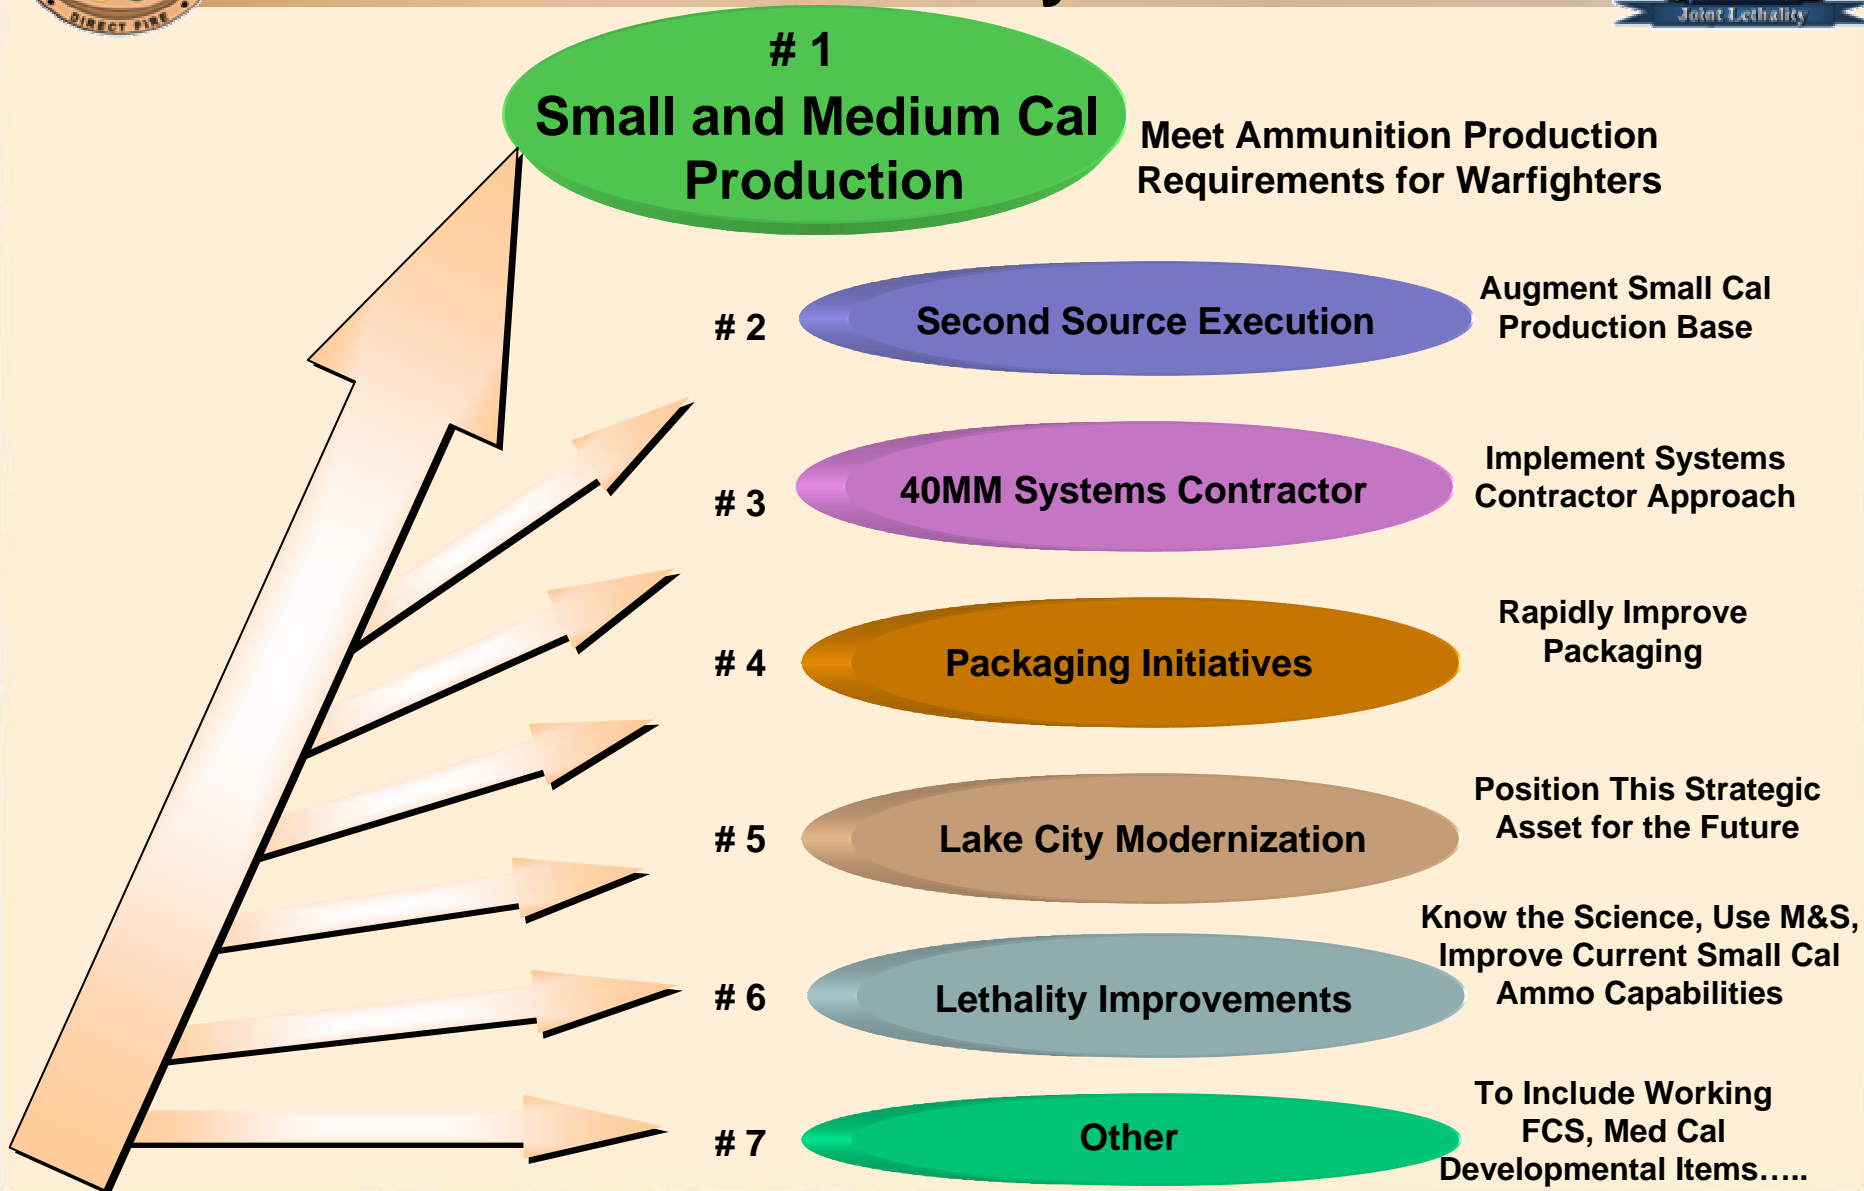 DIRECT FIRE
Joint Lethality
# 1
Small and Medium Cal
Production
Meet Ammunition Production
Requirements for Warfighters
# 2
Second Source Execution
Augment Small Cal
Production Base
# 3
40MM Systems Contractor
Implement Systems
Contractor Approach
# 4
Packaging Initiatives
Rapidly Improve
Packaging
# 5
Lake City Modernization
Position This Strategic
Asset for the Future
# 6
Lethality Improvements
Know the Science, Use M&S,
Improve Current Small Cal
Ammo Capabilities
# 7
Other
To Include Working
FCS, Med Cal
Developmental Items…..